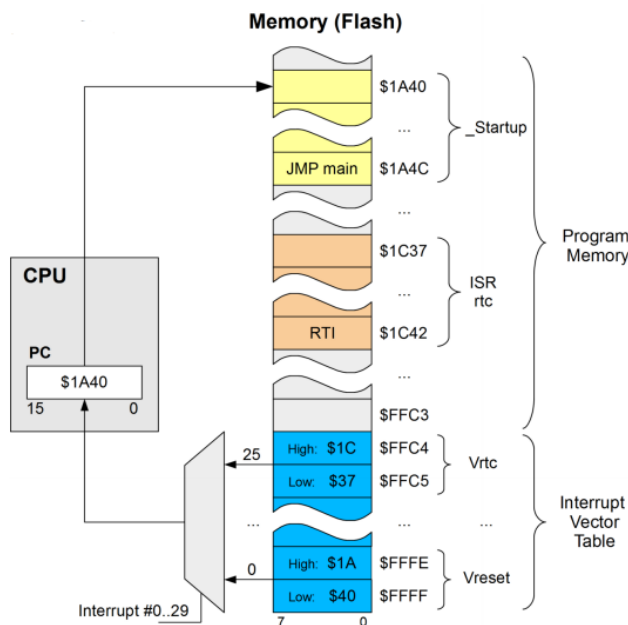 Memory (Flash)
$1A40
...
_Startup
JMP main
$1A4C
...
$1C37
Program
Memory
CPU
...
ISR
rtc
PC
RTI
$1C42
$1A40
...
15
0
$FFC3
25
High: $1C
$FFC4
Vrtc
Low: $37
$FFC5
Interrupt
Vector
Table
...
...
...
0
High: $1A
$FFFE
Vreset
Low: $40
$FFFF
Interrupt #0..29
7
0